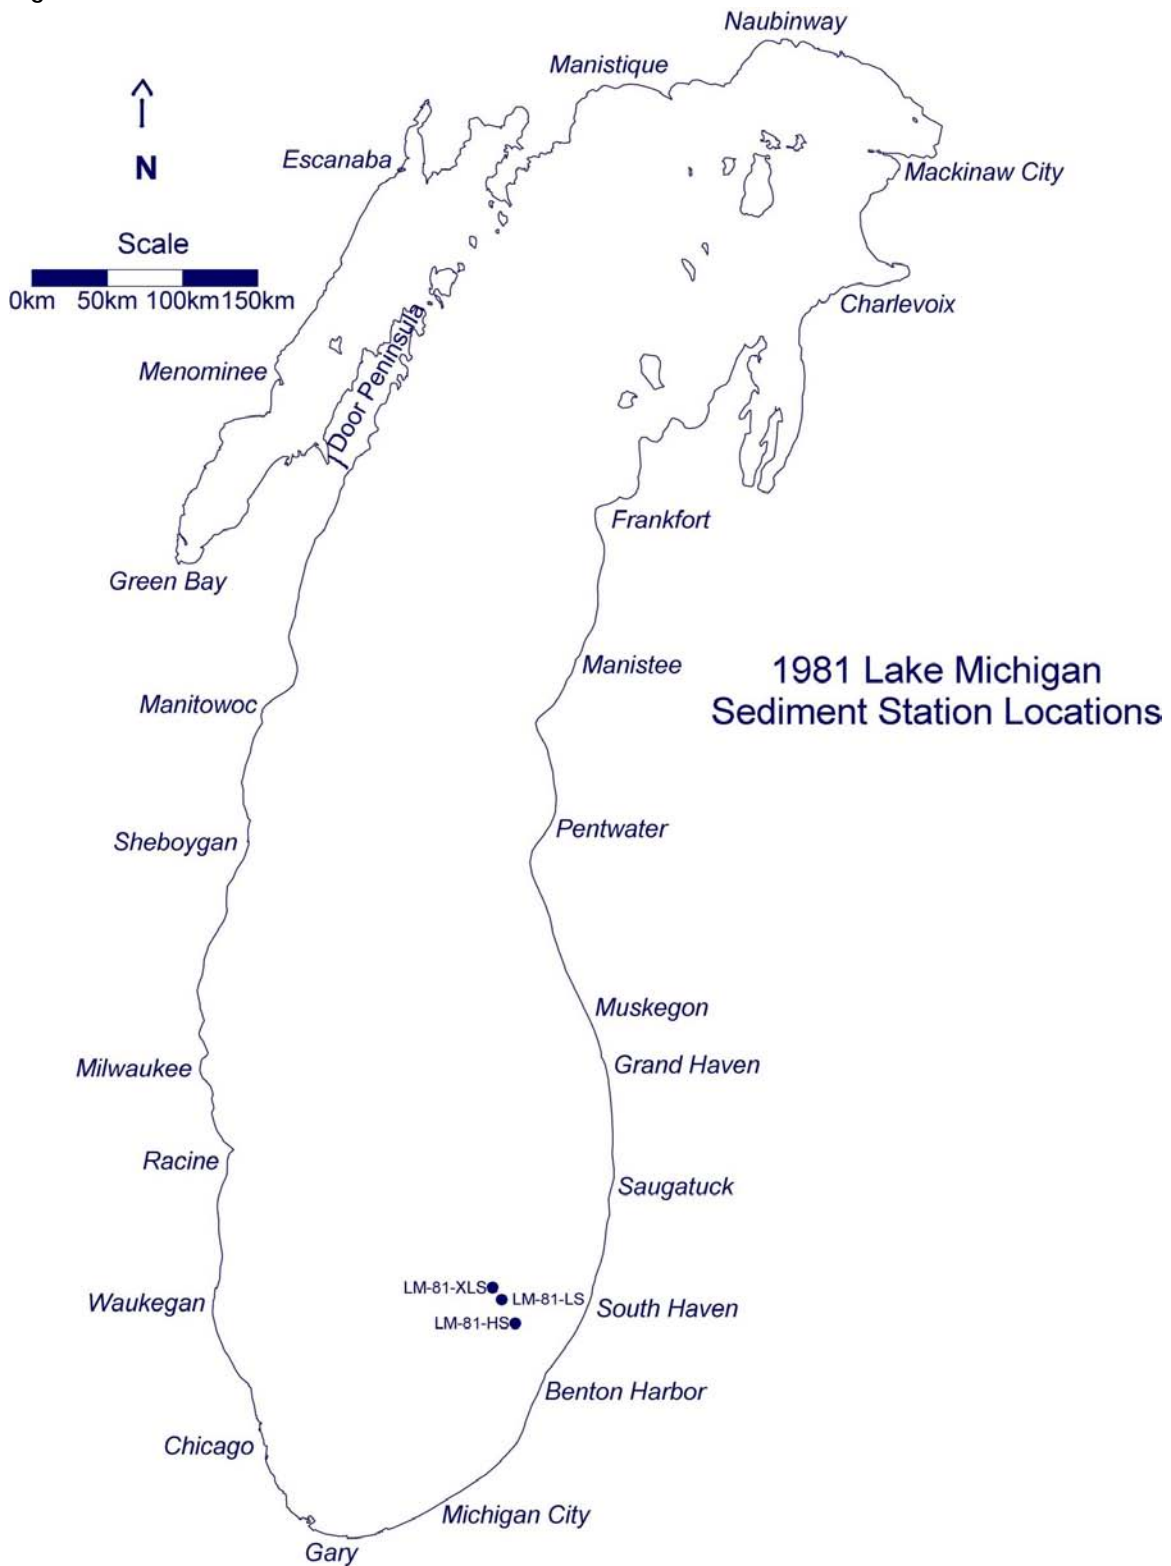 Naubinway
Manistique
Escanaba
N
Mackinaw City
Scale
0km 50km 100km 150km
Charlevoix
Door Peninsula
Menominee
Frankfort
Green Bay
Manistee
1981 Lake Michigan
Sediment Station Locations
Manitowoc
Pentwater
Sheboygan
Muskegon
Grand Haven
Milwaukee
Racine
Saugatuck
LM-81-XLS
LM-81-LS
Waukegan
South Haven
LM-81-HS
Benton Harbor
Chicago
Michigan City
Gary